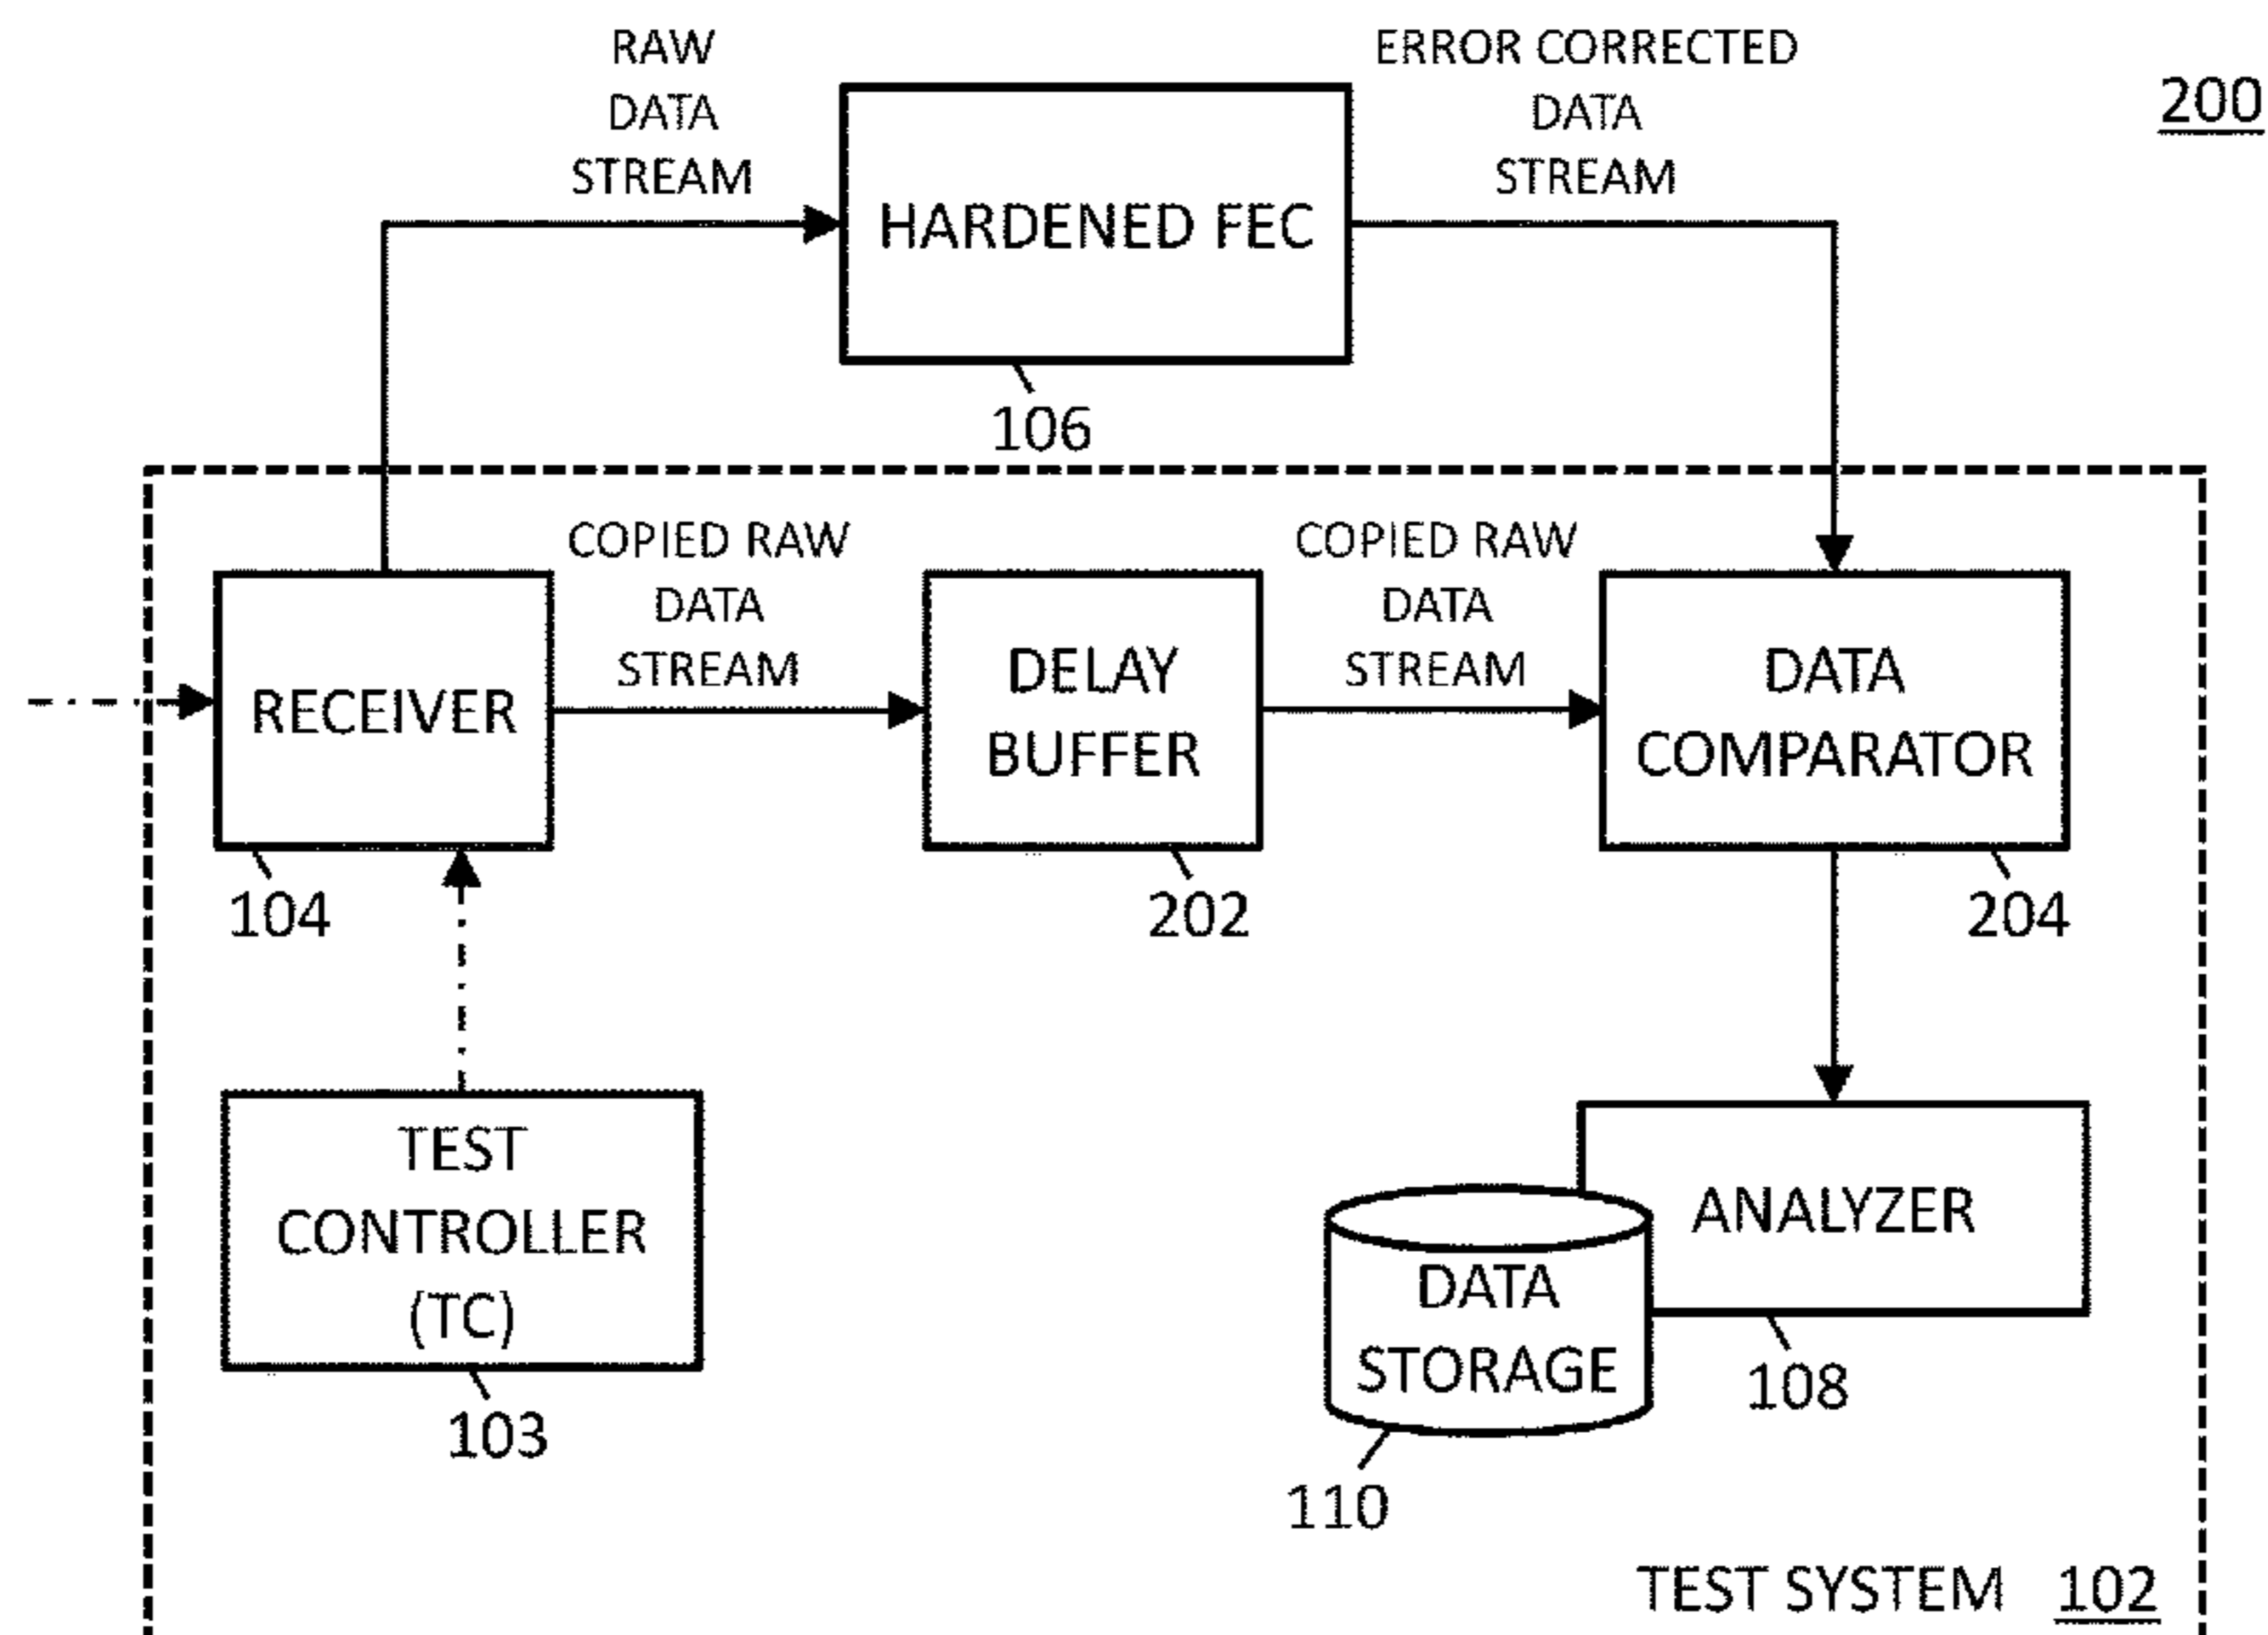 RAW
DATA
STREAM
ERROR CORRECTED
DATA
STREAM
200
HARDENED FEC
106
COPIED RAW
DATA
STREAM
COPIED RAW
DATA
STREAM
RECEIVER
104
DELAY
BUFFER
202
DATA
COMPARATOR
204
TEST
CONTROLLER
(TC)
103
ANALYZER
108
DATA
STORAGE
110
TEST SYSTEM 102